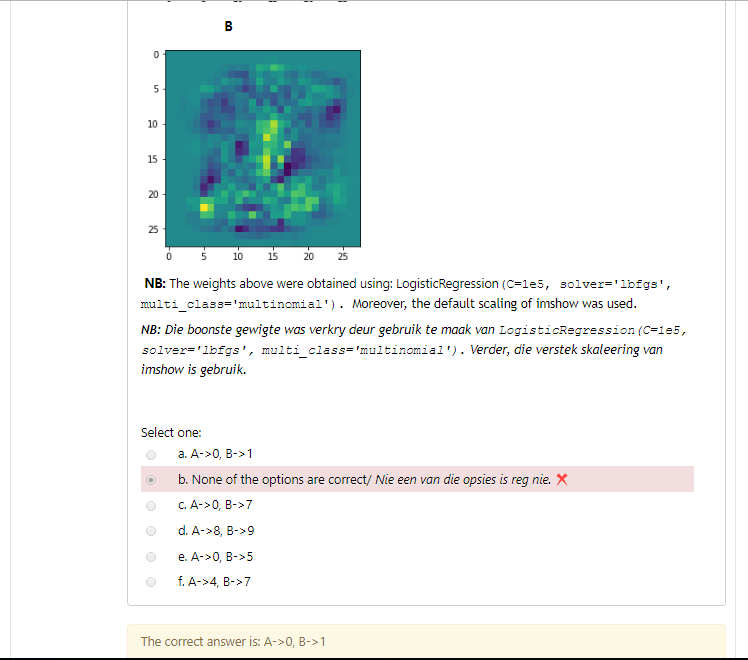 B
0
5
10
15
20
25
0 5 10 15 20 25
NB: The weights above were obtained using: LogisticRegression (C=1e5, solver='lbfgs',
multi_class='multinomial'). Moreover, the default scaling of imshow was used.
NB: Die boonste gewigte was verkry deur gebruik te maak van LogisticRegression(C=1e5,
solver='lbfgs', multi_class='multinomial'). Verder, die verstek skaleering van
imshow is gebruik.
Select one:
a. A->0, B->1
b. None of the options are correct/ Nie een van die opsies is reg nie.
c. A->0, B->7
d. A->8, B->9
e. A->0, B->5
f. A->4, B->7
The correct answer is: A->0, B->1